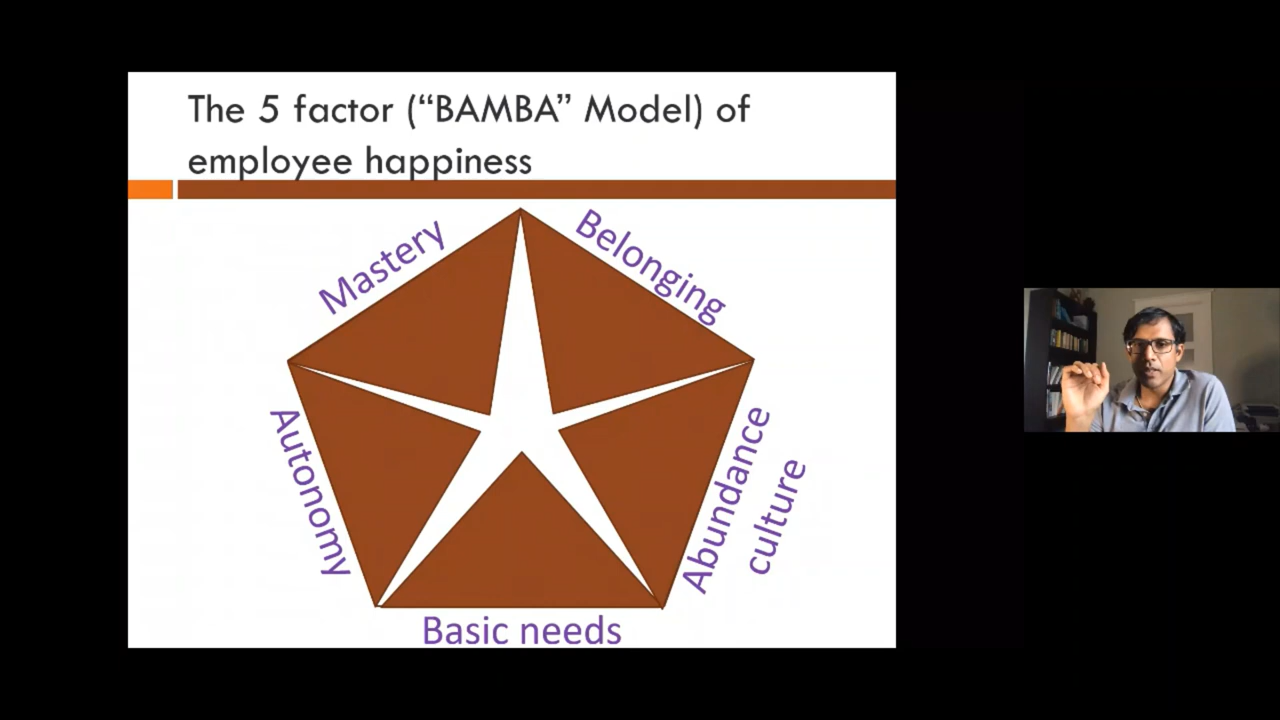 The 5 factor (“BAMBA” Model) of
employee happiness
Mastery
Belonging
Autonomy
Abundance
culture
Basic needs